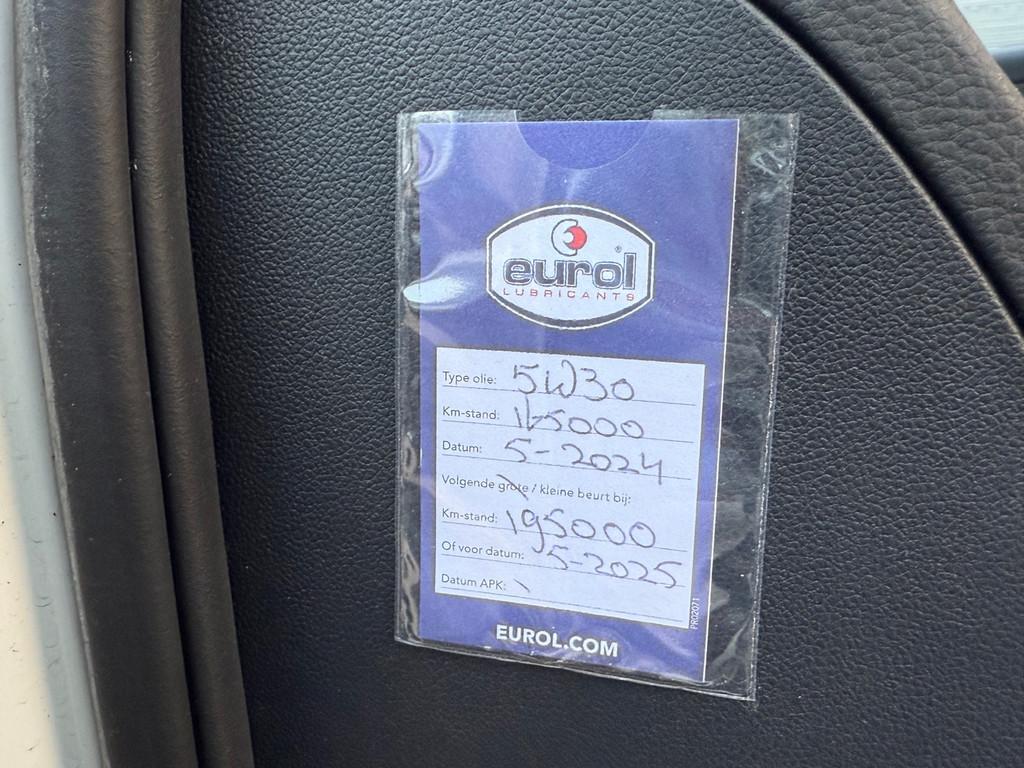 eurol®
LUBRICANTS
Type olie: 5W30
Km-stand: 165000
Datum: 5-2024
Volgende grote / kleine beurt bij:
Km-stand: 195000
Of voor datum: 5-2025
Datum APK: \
PR02071
EUROL.COM